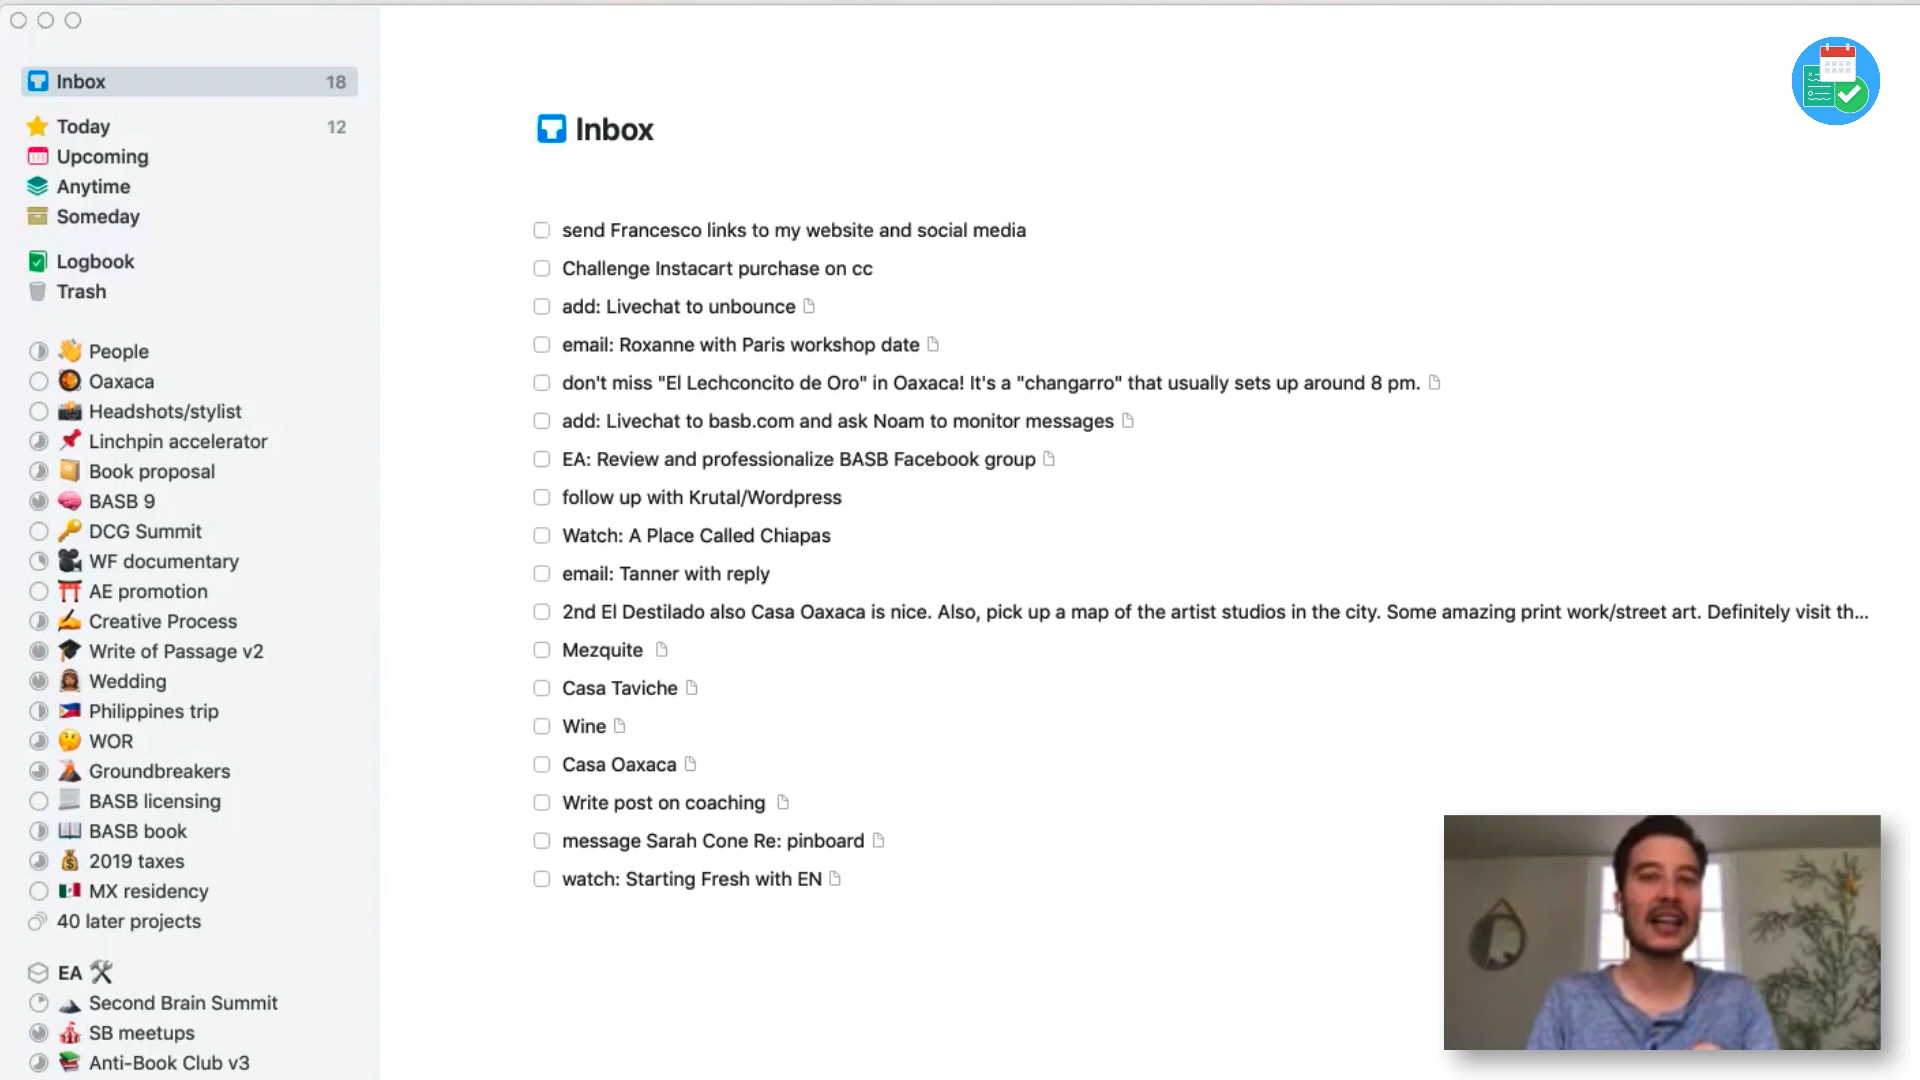 Inbox 18
Today 12
Upcoming
Anytime
Someday
Logbook
Trash
People
Oaxaca
Headshots/stylist
Linchpin accelerator
Book proposal
BASB 9
DCG Summit
WF documentary
AE promotion
Creative Process
Write of Passage v2
Wedding
Philippines trip
WOR
Groundbreakers
BASB licensing
BASB book
2019 taxes
MX residency
40 later projects
EA
Second Brain Summit
SB meetups
Anti-Book Club v3
Inbox
send Francesco links to my website and social media
Challenge Instacart purchase on cc
add: Livechat to unbounce
email: Roxanne with Paris workshop date
don't miss "El Lechconcito de Oro" in Oaxaca! It's a "changarro" that usually sets up around 8 pm.
add: Livechat to basb.com and ask Noam to monitor messages
EA: Review and professionalize BASB Facebook group
follow up with Krutal/Wordpress
Watch: A Place Called Chiapas
email: Tanner with reply
2nd El Destilado also Casa Oaxaca is nice. Also, pick up a map of the artist studios in the city. Some amazing print work/street art. Definitely visit th...
Mezquite
Casa Taviche
Wine
Casa Oaxaca
Write post on coaching
message Sarah Cone Re: pinboard
watch: Starting Fresh with EN